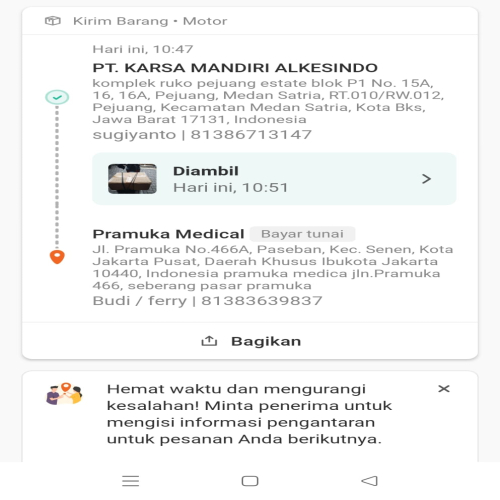 Kirim Barang • Motor
Hari ini, 10:47
PT. KARSA MANDIRI ALKESINDO
komplek ruko pejuang estate blok P1 No. 15A,
16, 16A, Pejuang, Medan Satria, RT.010/RW.012,
Pejuang, Kecamatan Medan Satria, Kota Bks,
Jawa Barat 17131, Indonesia
sugiyanto | 81386713147
Diambil
Hari ini, 10:51
Pramuka Medical Bayar tunai
Jl. Pramuka No.466A, Paseban, Kec. Senen, Kota
Jakarta Pusat, Daerah Khusus Ibukota Jakarta
10440, Indonesia pramuka medica jln.Pramuka
466, seberang pasar pramuka
Budi / ferry | 81383639837
Bagikan
Hemat waktu dan mengurangi
kesalahan! Minta penerima untuk
mengisi informasi pengantaran
untuk pesanan Anda berikutnya.